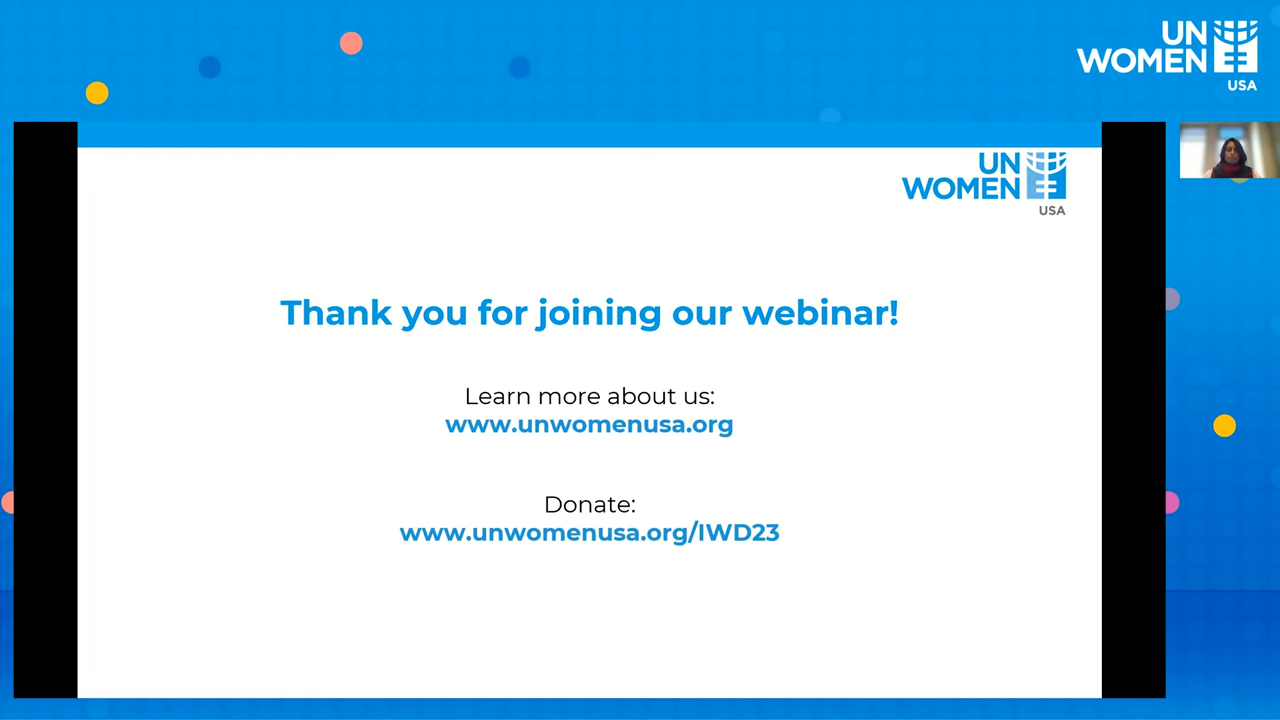 UN
WOMEN
USA
UN
WOMEN
USA
Thank you for joining our webinar!
Learn more about us:
www.unwomenusa.org
Donate:
www.unwomenusa.org/IWD23